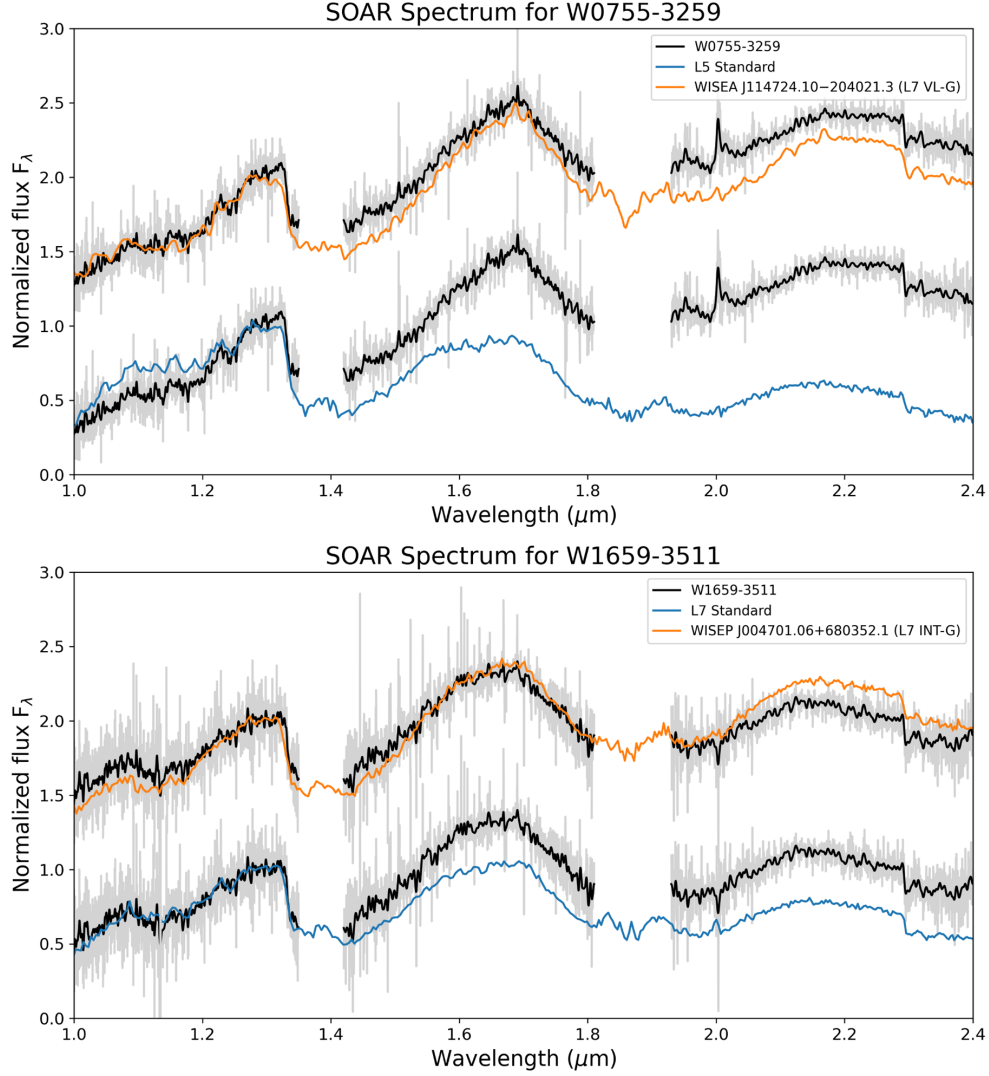 SOAR Spectrum for W0755-3259
3.0
2.5
2.0
1.5
1.0
0.5
0.0
Normalized flux Fλ
W0755-3259
L5 Standard
WISEA J114724.10−204021.3 (L7 VL-G)
1.0 1.2 1.4 1.6 1.8 2.0 2.2 2.4
Wavelength (μm)
SOAR Spectrum for W1659-3511
3.0
2.5
2.0
1.5
1.0
0.5
0.0
Normalized flux Fλ
W1659-3511
L7 Standard
WISEP J004701.06+680352.1 (L7 INT-G)
1.0 1.2 1.4 1.6 1.8 2.0 2.2 2.4
Wavelength (μm)